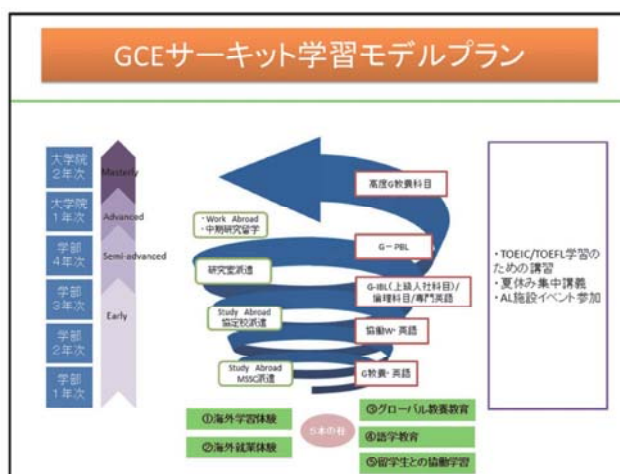 GCEサーキット学習モデルプラン
大学院
2年次
大学院
1年次
学部
4年次
学部
3年次
学部
2年次
学部
1年次
Masterly
Advanced
Semi-advanced
Early
高度G教養科目
・Work Abroad
・中期研究留学
G-PBL
研究室派遣
G-IBL(上級人社科目)/
倫理科目/専門英語
Study Abroad
協定校派遣
協働W・英語
Study Abroad
MSSC派遣
G教養・英語
・TOEIC/TOEFL学習の
ための講習
・夏休み集中講義
・AL施設イベント参加
①海外学習体験
②海外就業体験
5本の柱
③グローバル教養教育
④語学教育
⑤留学生との協働学習